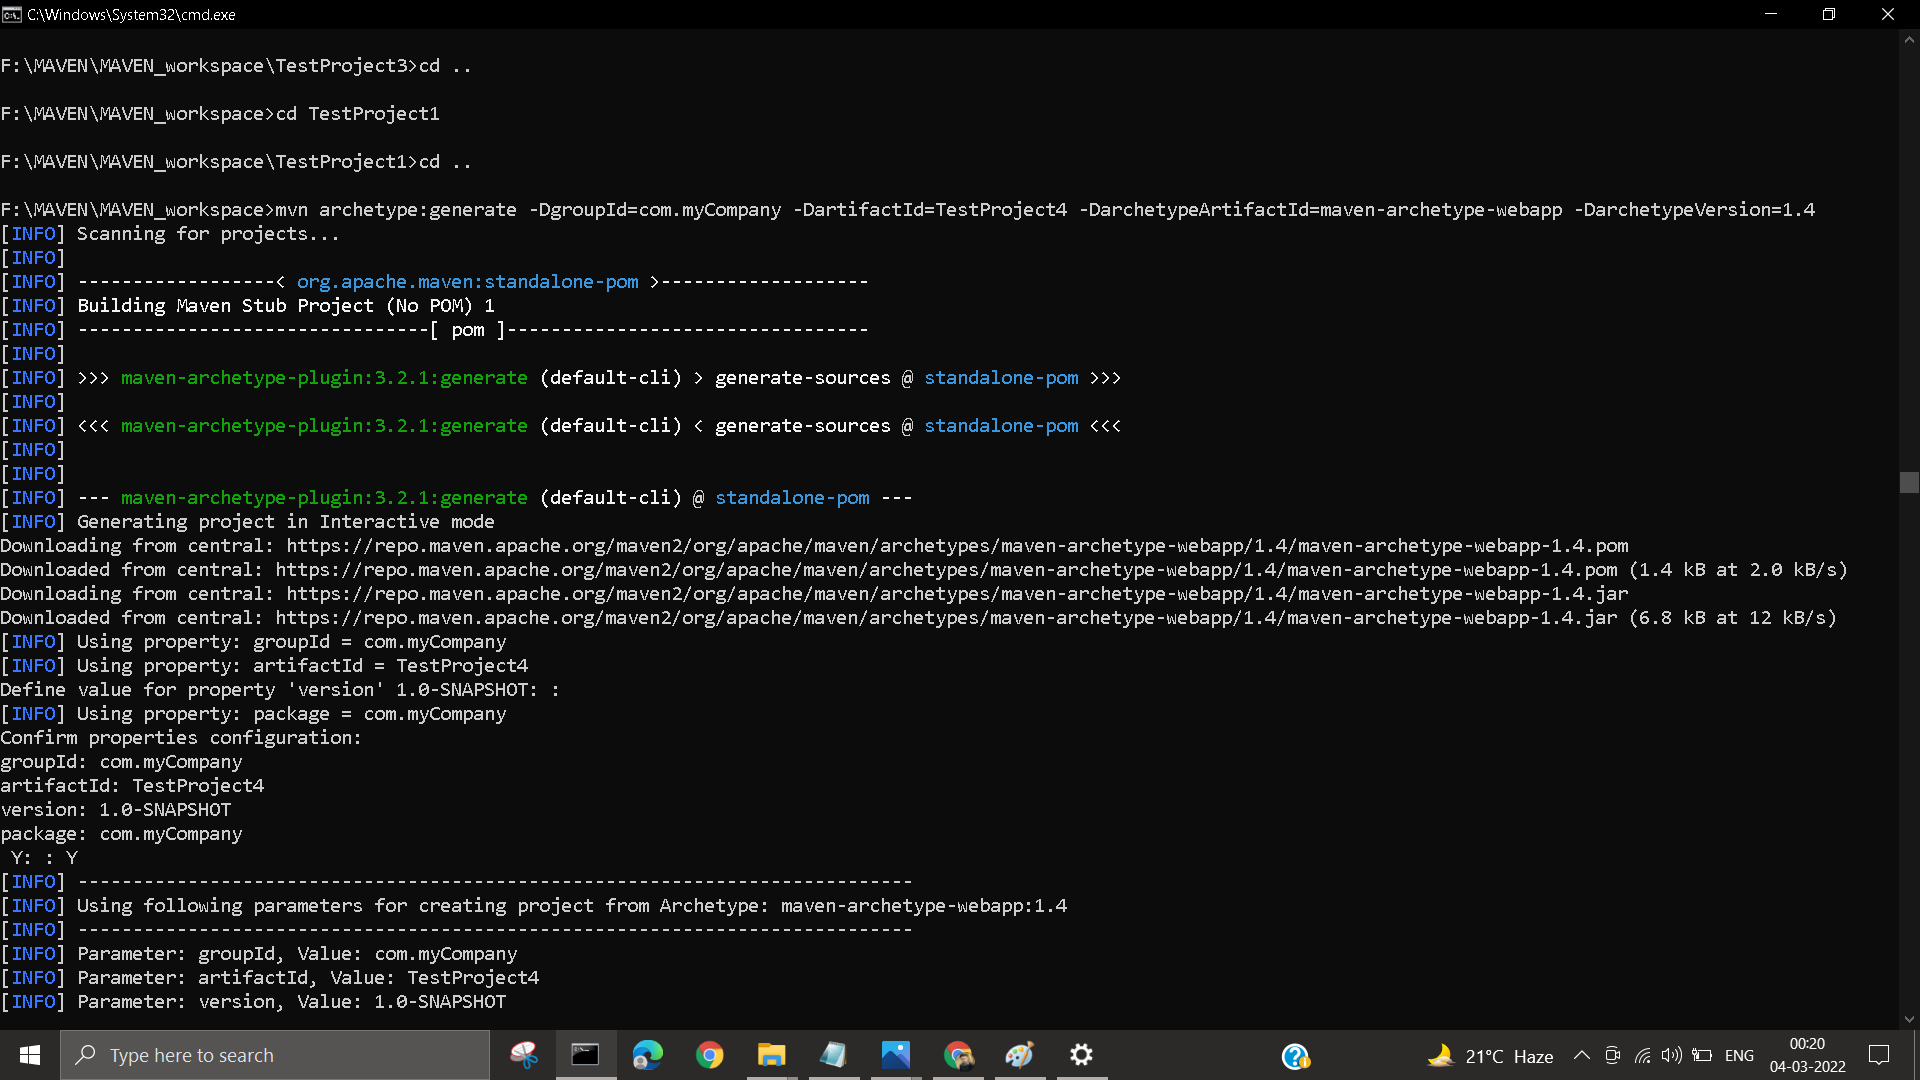 C:\Windows\System32\cmd.exe
F:\MAVEN\MAVEN_workspace\TestProject3>cd ..
F:\MAVEN\MAVEN_workspace>cd TestProject1
F:\MAVEN\MAVEN_workspace\TestProject1>cd ..
F:\MAVEN\MAVEN_workspace>mvn archetype:generate -DgroupId=com.myCompany -DartifactId=TestProject4 -DarchetypeArtifactId=maven-archetype-webapp -DarchetypeVersion=1.4
[INFO] Scanning for projects...
[INFO]
[INFO] ------------------< org.apache.maven:standalone-pom >-------------------
[INFO] Building Maven Stub Project (No POM) 1
[INFO] --------------------------------[ pom ]---------------------------------
[INFO]
[INFO] >>> maven-archetype-plugin:3.2.1:generate (default-cli) > generate-sources @ standalone-pom >>>
[INFO]
[INFO] <<< maven-archetype-plugin:3.2.1:generate (default-cli) < generate-sources @ standalone-pom <<<
[INFO]
[INFO]
[INFO] --- maven-archetype-plugin:3.2.1:generate (default-cli) @ standalone-pom ---
[INFO] Generating project in Interactive mode
Downloading from central: https://repo.maven.apache.org/maven2/org/apache/maven/archetypes/maven-archetype-webapp/1.4/maven-archetype-webapp-1.4.pom
Downloaded from central: https://repo.maven.apache.org/maven2/org/apache/maven/archetypes/maven-archetype-webapp/1.4/maven-archetype-webapp-1.4.pom (1.4 kB at 2.0 kB/s)
Downloading from central: https://repo.maven.apache.org/maven2/org/apache/maven/archetypes/maven-archetype-webapp/1.4/maven-archetype-webapp-1.4.jar
Downloaded from central: https://repo.maven.apache.org/maven2/org/apache/maven/archetypes/maven-archetype-webapp/1.4/maven-archetype-webapp-1.4.jar (6.8 kB at 12 kB/s)
[INFO] Using property: groupId = com.myCompany
[INFO] Using property: artifactId = TestProject4
Define value for property 'version' 1.0-SNAPSHOT: :
[INFO] Using property: package = com.myCompany
Confirm properties configuration:
groupId: com.myCompany
artifactId: TestProject4
version: 1.0-SNAPSHOT
package: com.myCompany
 Y: : Y
[INFO] ----------------------------------------------------------------------------
[INFO] Using following parameters for creating project from Archetype: maven-archetype-webapp:1.4
[INFO] ----------------------------------------------------------------------------
[INFO] Parameter: groupId, Value: com.myCompany
[INFO] Parameter: artifactId, Value: TestProject4
[INFO] Parameter: version, Value: 1.0-SNAPSHOT
Type here to search
21°C Haze
ENG
00:20
04-03-2022